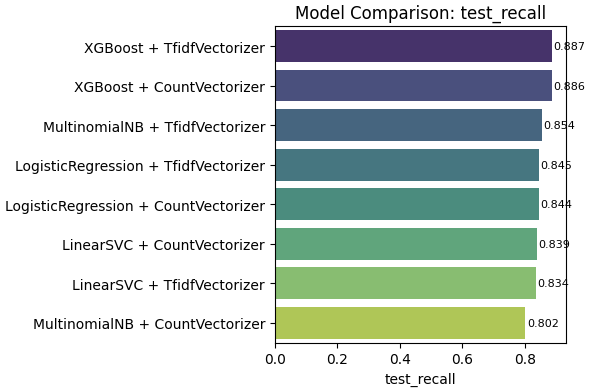 Model Comparison: test_recall
XGBoost + TfidfVectorizer 0.887
XGBoost + CountVectorizer 0.886
MultinomialNB + TfidfVectorizer 0.854
LogisticRegression + TfidfVectorizer 0.845
LogisticRegression + CountVectorizer 0.844
LinearSVC + CountVectorizer 0.839
LinearSVC + TfidfVectorizer 0.834
MultinomialNB + CountVectorizer 0.802
0.0 0.2 0.4 0.6 0.8
test_recall